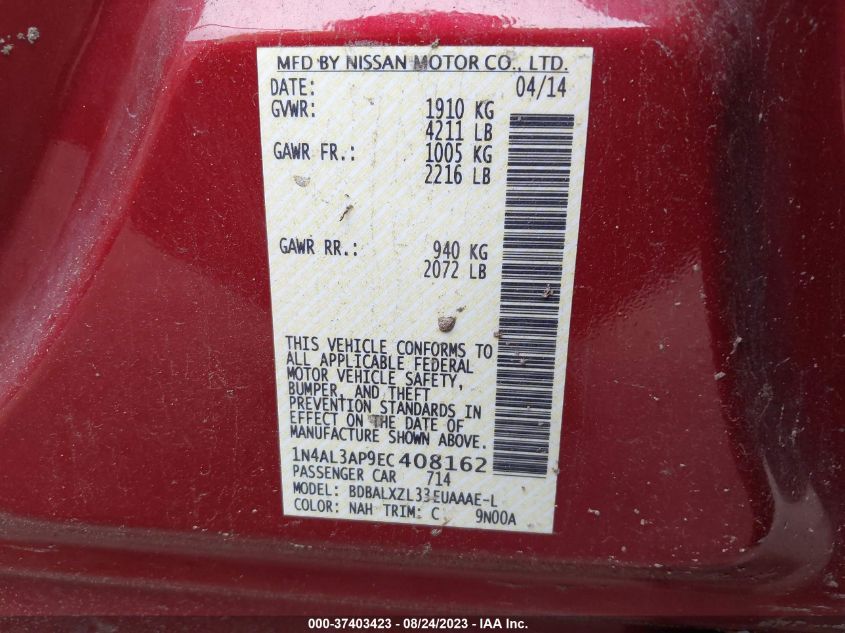 MFD BY NISSAN MOTOR CO., LTD.
DATE: 04/14
GVWR: 1910 KG
4211 LB
GAWR FR.: 1005 KG
2216 LB
GAWR RR.: 940 KG
2072 LB
THIS VEHICLE CONFORMS TO
ALL APPLICABLE FEDERAL
MOTOR VEHICLE SAFETY,
BUMPER, AND THEFT
PREVENTION STANDARDS IN
EFFECT ON THE DATE OF
MANUFACTURE SHOWN ABOVE.
1N4AL3AP9EC408162
PASSENGER CAR 714
MODEL: BDBALXZL33EUAAAE-L
COLOR: NAH TRIM: C 9N00A
000-37403423 - 08/24/2023 - IAA Inc.